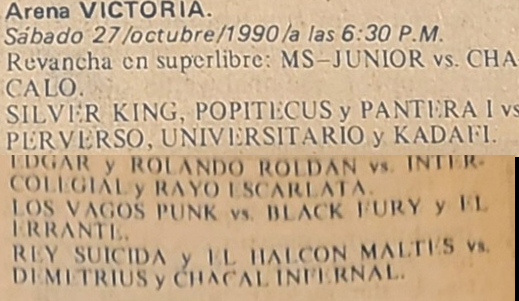 Arena VICTORIA.
Sábado 27/octubre/1990/a las 6:30 P.M.
Revancha en superlibre: MS-JUNIOR vs. CHA
CALO.
SILVER KING, POPITECUS y PANTERA I vs
PERVERSO, UNIVERSITARIO y KADAFI.
EDGAR y ROLANDO ROLDAN vs. INTER-
COLEGIAL y RAYO ESCARLATA.
LOS VAGOS PUNK vs. BLACK FURY y EL
ERRANTE.
REY SUICIDA y EL HALCON MALTES vs.
DEMETRIUS y CHACAL INFERNAL.